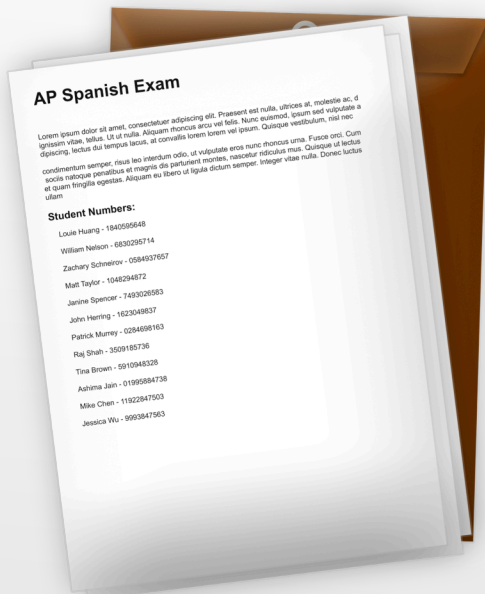 AP Spanish Exam
Lorem ipsum dolor sit amet, consectetuer adipiscing elit. Praesent est nulla, ultrices at, molestie ac, d
ignissim vitae, tellus. Ut ut nulla. Aliquam rhoncus arcu vel felis. Nunc euismod, ipsum sed vulputate a
dipiscing, lectus dui tempus lacus, at convallis lorem lorem vel ipsum. Quisque vestibulum, nisl nec
condimentum semper, risus leo interdum odio, ut vulputate eros nunc rhoncus urna. Fusce orci. Cum
sociis natoque penatibus et magnis dis parturient montes, nascetur ridiculus mus. Quisque ut lectus
et quam fringilla egestas. Aliquam eu libero ut ligula dictum semper. Integer vitae nulla. Donec luctus
ullam
Student Numbers:
Louie Huang - 1840595648
William Nelson - 6830295714
Zachary Schneirov - 0584937657
Matt Taylor - 1048294872
Janine Spencer - 7493026583
John Herring - 1623049837
Patrick Murrey - 0284698163
Raj Shah - 3509185736
Tina Brown - 5910948328
Ashima Jain - 01995884738
Mike Chen - 11922847503
Jessica Wu - 9993847563